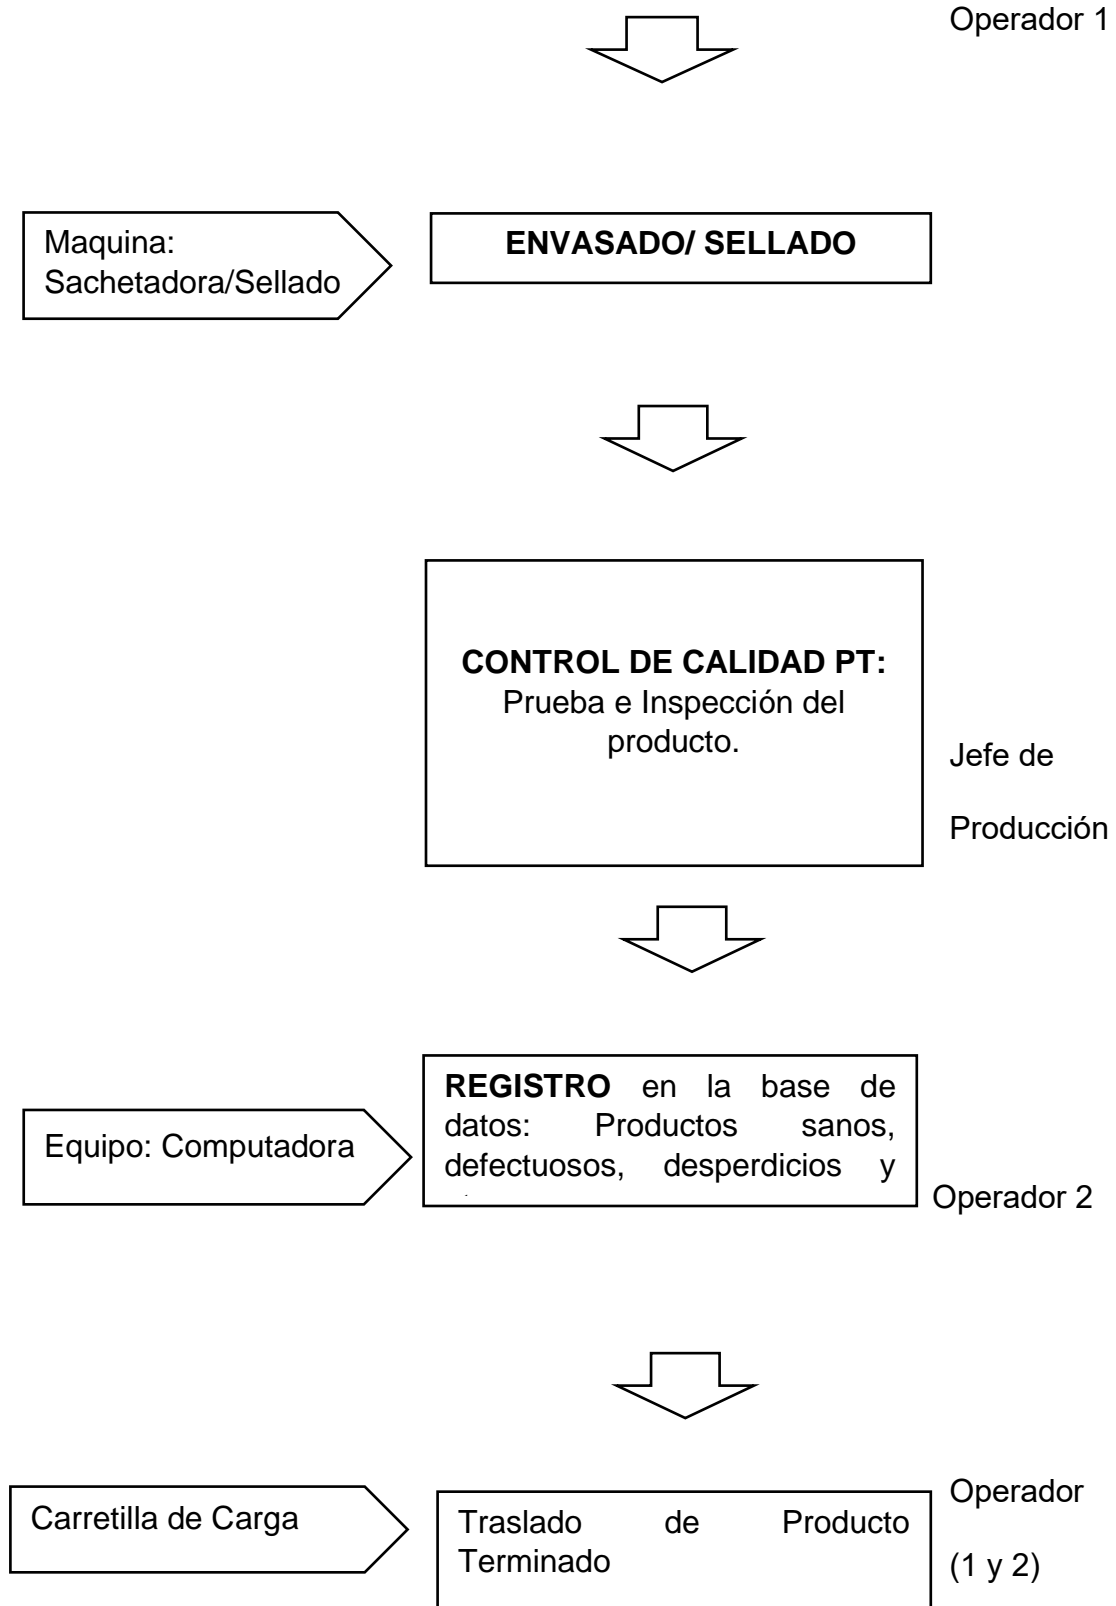 Operador 1
Maquina:
Sachetadora/Sellado
ENVASADO/ SELLADO
CONTROL DE CALIDAD PT:
Prueba e Inspección del
producto.
Jefe de
Producción
Equipo: Computadora
REGISTRO en la base de
datos: Productos sanos,
defectuosos, desperdicios y
Operador 2
Carretilla de Carga
Traslado de Producto
Terminado
Operador
(1 y 2)